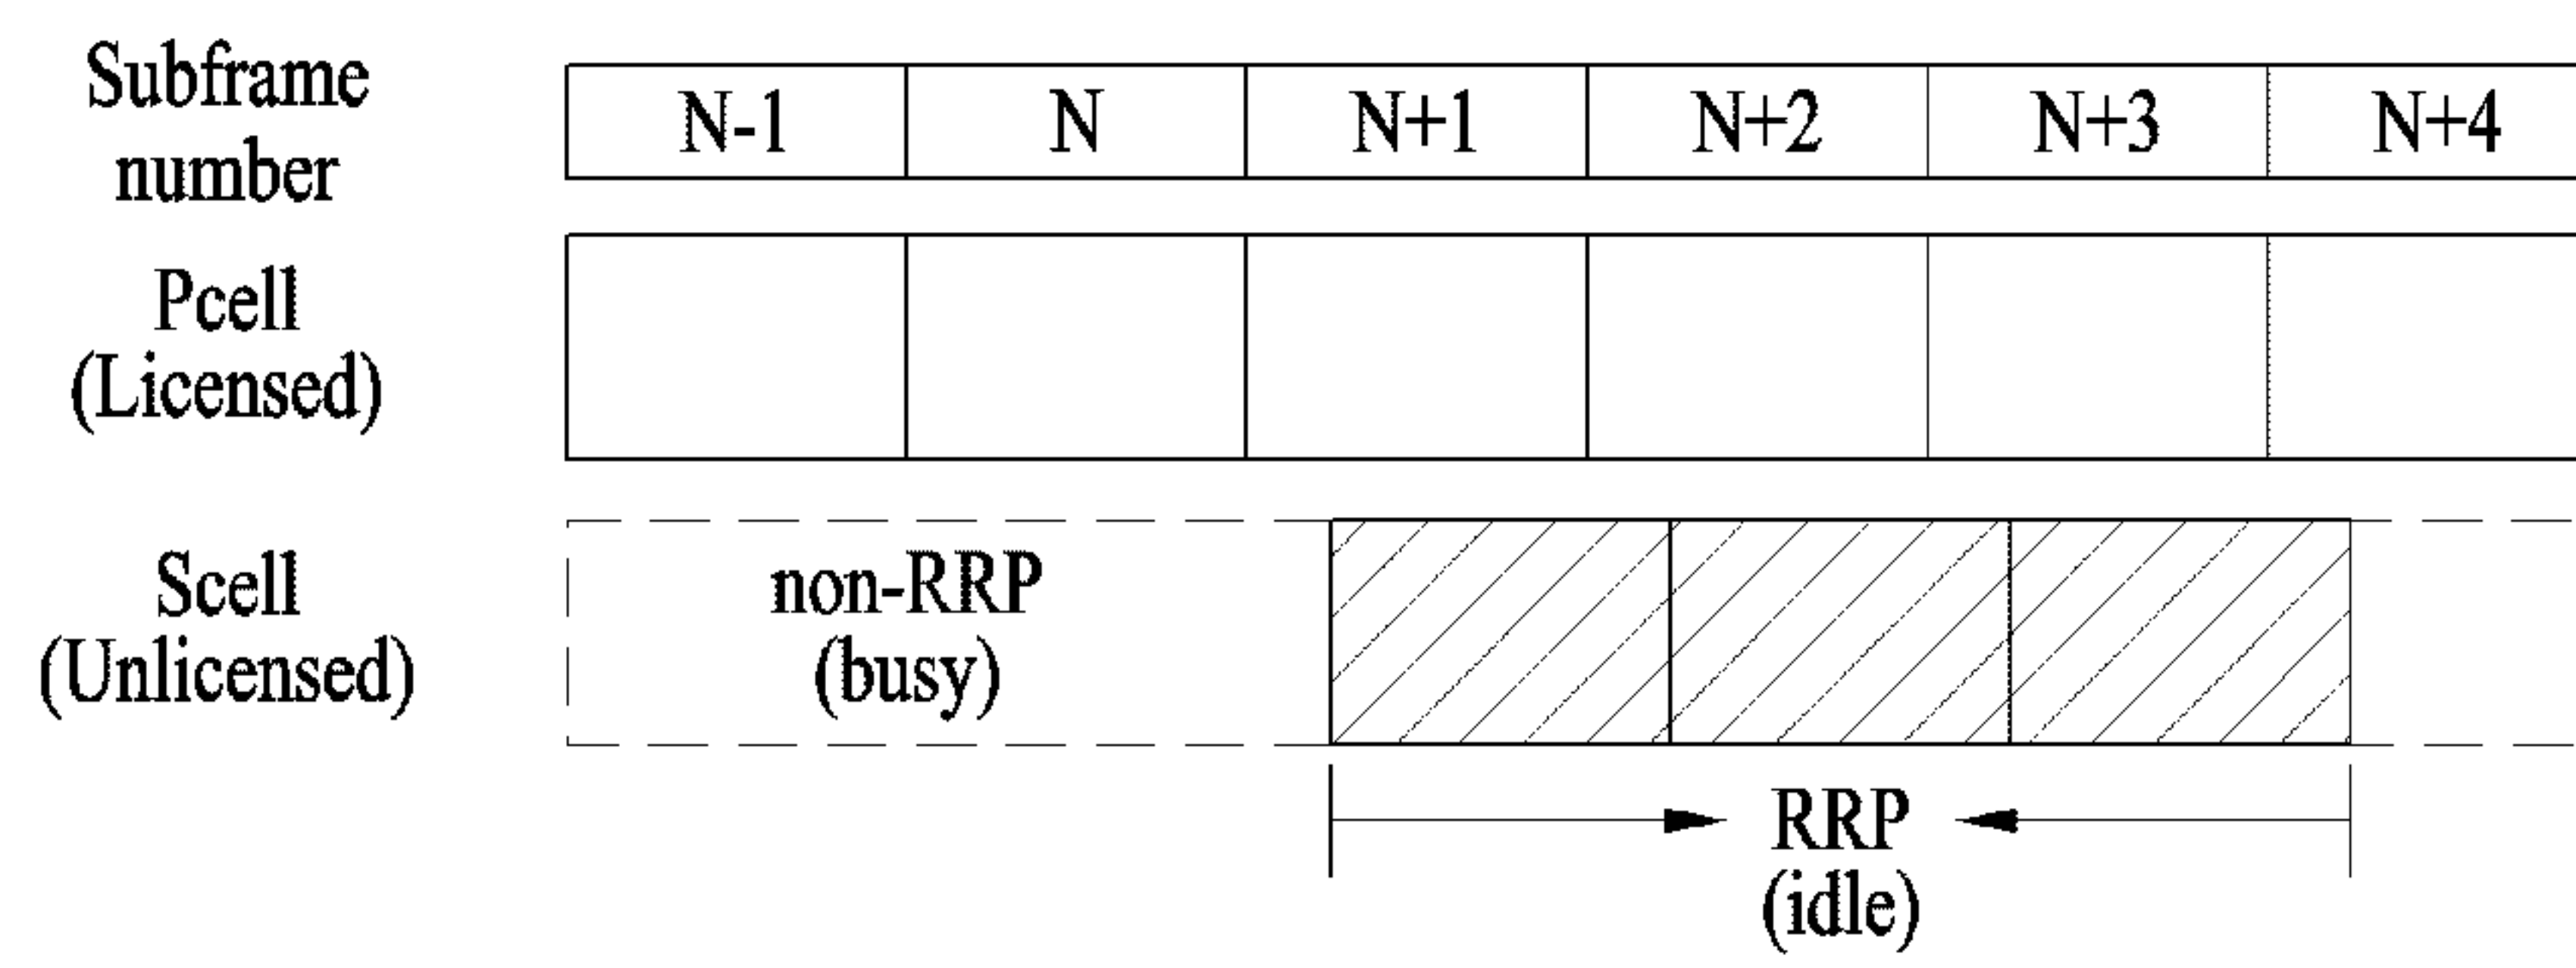 Subframe
number
N-1 N N+1 N+2 N+3 N+4
Pcell
(Licensed)
Scell
(Unlicensed)
non-RRP
(busy)
RRP
(idle)